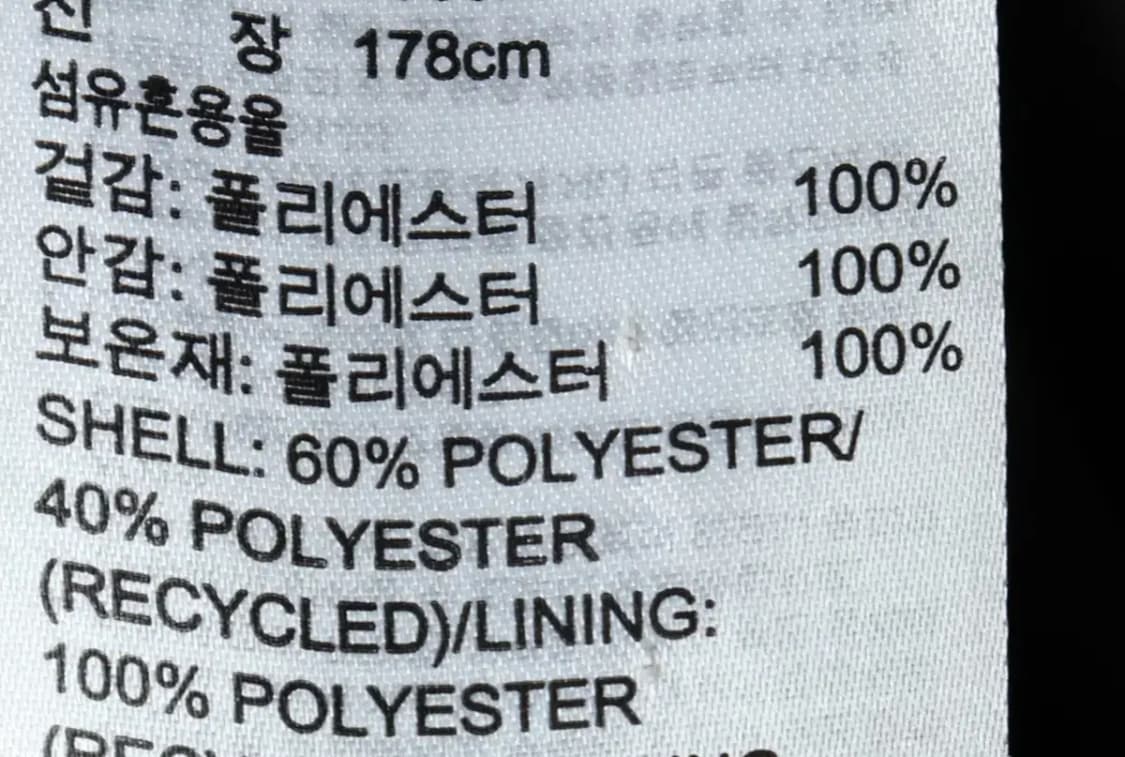 신 장 178cm
섬유혼용율
겉감: 폴리에스터 100%
안감: 폴리에스터 100%
보온재: 폴리에스터 100%
SHELL: 60% POLYESTER/
40% POLYESTER
(RECYCLED)/LINING:
100% POLYESTER